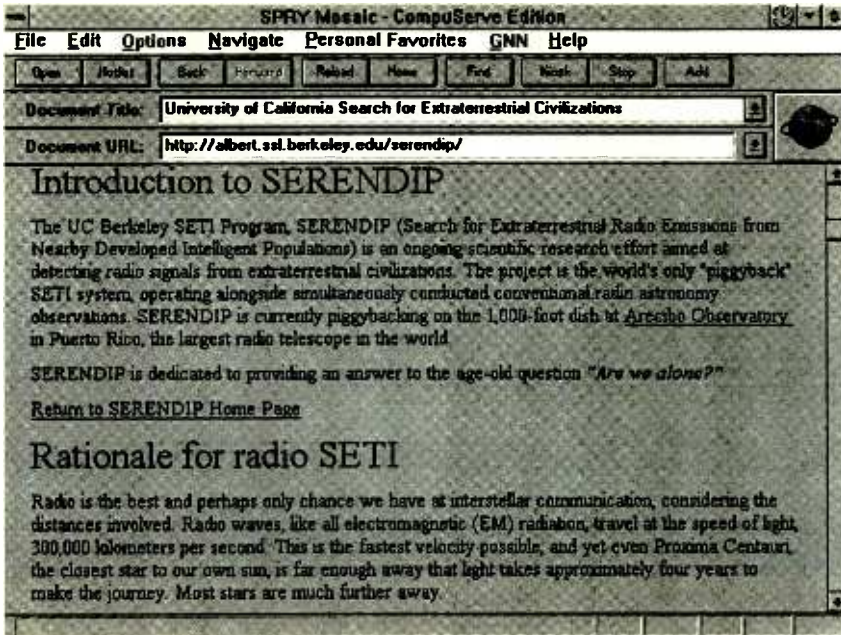 SPRY Mosaic - CompuServe Edition
File Edit Options Navigate Personal Favorites GNN Help
Open Hotlist Back Forward Reload Home Find Kiosk Stop Add
Document Title: University of California Search for Extraterrestrial Civilizations
Document URL: http://albert.ssl.berkeley.edu/serendip/
Introduction to SERENDIP
The UC Berkeley SETI Program, SERENDIP (Search for Extraterrestrial Radio Emissions from
Nearby Developed Intelligent Populations) is an ongoing scientific research effort aimed at
detecting radio signals from extraterrestrial civilizations. The project is the world's only "piggyback"
SETI system, operating alongside simultaneously conducted conventional radio astronomy
observations. SERENDIP is currently piggybacking on the 1,000-foot dish at Arecibo Observatory
in Puerto Rico, the largest radio telescope in the world
SERENDIP is dedicated to providing an answer to the age-old question "Are we alone?"
Return to SERENDIP Home Page
Rationale for radio SETI
Radio is the best and perhaps only chance we have at interstellar communication, considering the
distances involved. Radio waves, like all electromagnetic (EM) radiation, travel at the speed of light,
300,000 kilometers per second. This is the fastest velocity possible, and yet even Proxima Centauri,
the closest star to our own sun, is far enough away that light takes approximately four years to
make the journey. Most stars are much further away.